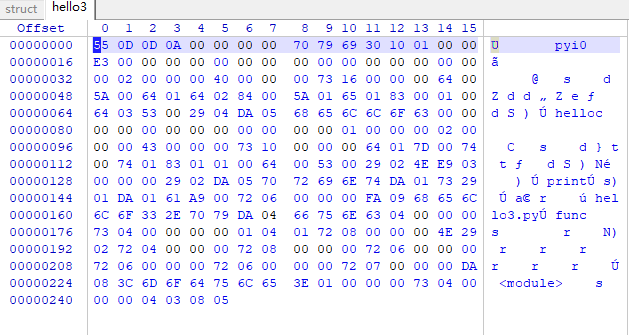 struct hello3
Offset 0 1 2 3 4 5 6 7 8 9 10 11 12 13 14 15
00000000 55 0D 0D 0A 00 00 00 00 70 79 69 30 10 01 00 00 U pyi0
00000016 E3 00 00 00 00 00 00 00 00 00 00 00 00 00 00 00 ã
00000032 00 02 00 00 00 40 00 00 00 73 16 00 00 00 64 00 @ s d
00000048 5A 00 64 01 64 02 84 00 5A 01 65 01 83 00 01 00 Z d d „ Z e ƒ
00000064 64 03 53 00 29 04 DA 05 68 65 6C 6C 6F 63 00 00 d S ) Ú helloc
00000080 00 00 00 00 00 00 00 00 00 00 01 00 00 00 02 00
00000096 00 00 43 00 00 00 73 10 00 00 00 64 01 7D 00 74 C s d } t
00000112 00 74 01 83 01 01 00 64 00 53 00 29 02 4E E9 03 t ƒ d S ) Né
00000128 00 00 00 29 02 DA 05 70 72 69 6E 74 DA 01 73 29 ) Ú printÚ s)
00000144 01 DA 01 61 A9 00 72 06 00 00 00 FA 09 68 65 6C Ú a© r ú hel
00000160 6C 6F 33 2E 70 79 DA 04 66 75 6E 63 04 00 00 00 lo3.pyÚ func
00000176 73 04 00 00 00 00 01 04 01 72 08 00 00 00 4E 29 s r N)
00000192 02 72 04 00 00 00 72 08 00 00 00 72 06 00 00 00 r r r
00000208 72 06 00 00 00 72 06 00 00 00 72 07 00 00 00 DA r r r Ú
00000224 08 3C 6D 6F 64 75 6C 65 3E 01 00 00 00 73 04 00 <module> s
00000240 00 00 04 03 08 05